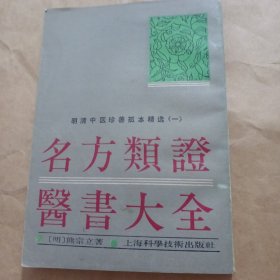 明清中医珍善孤本精选（一）
名方類證
醫書大全
［明］熊宗立著 上海科學技術出版社